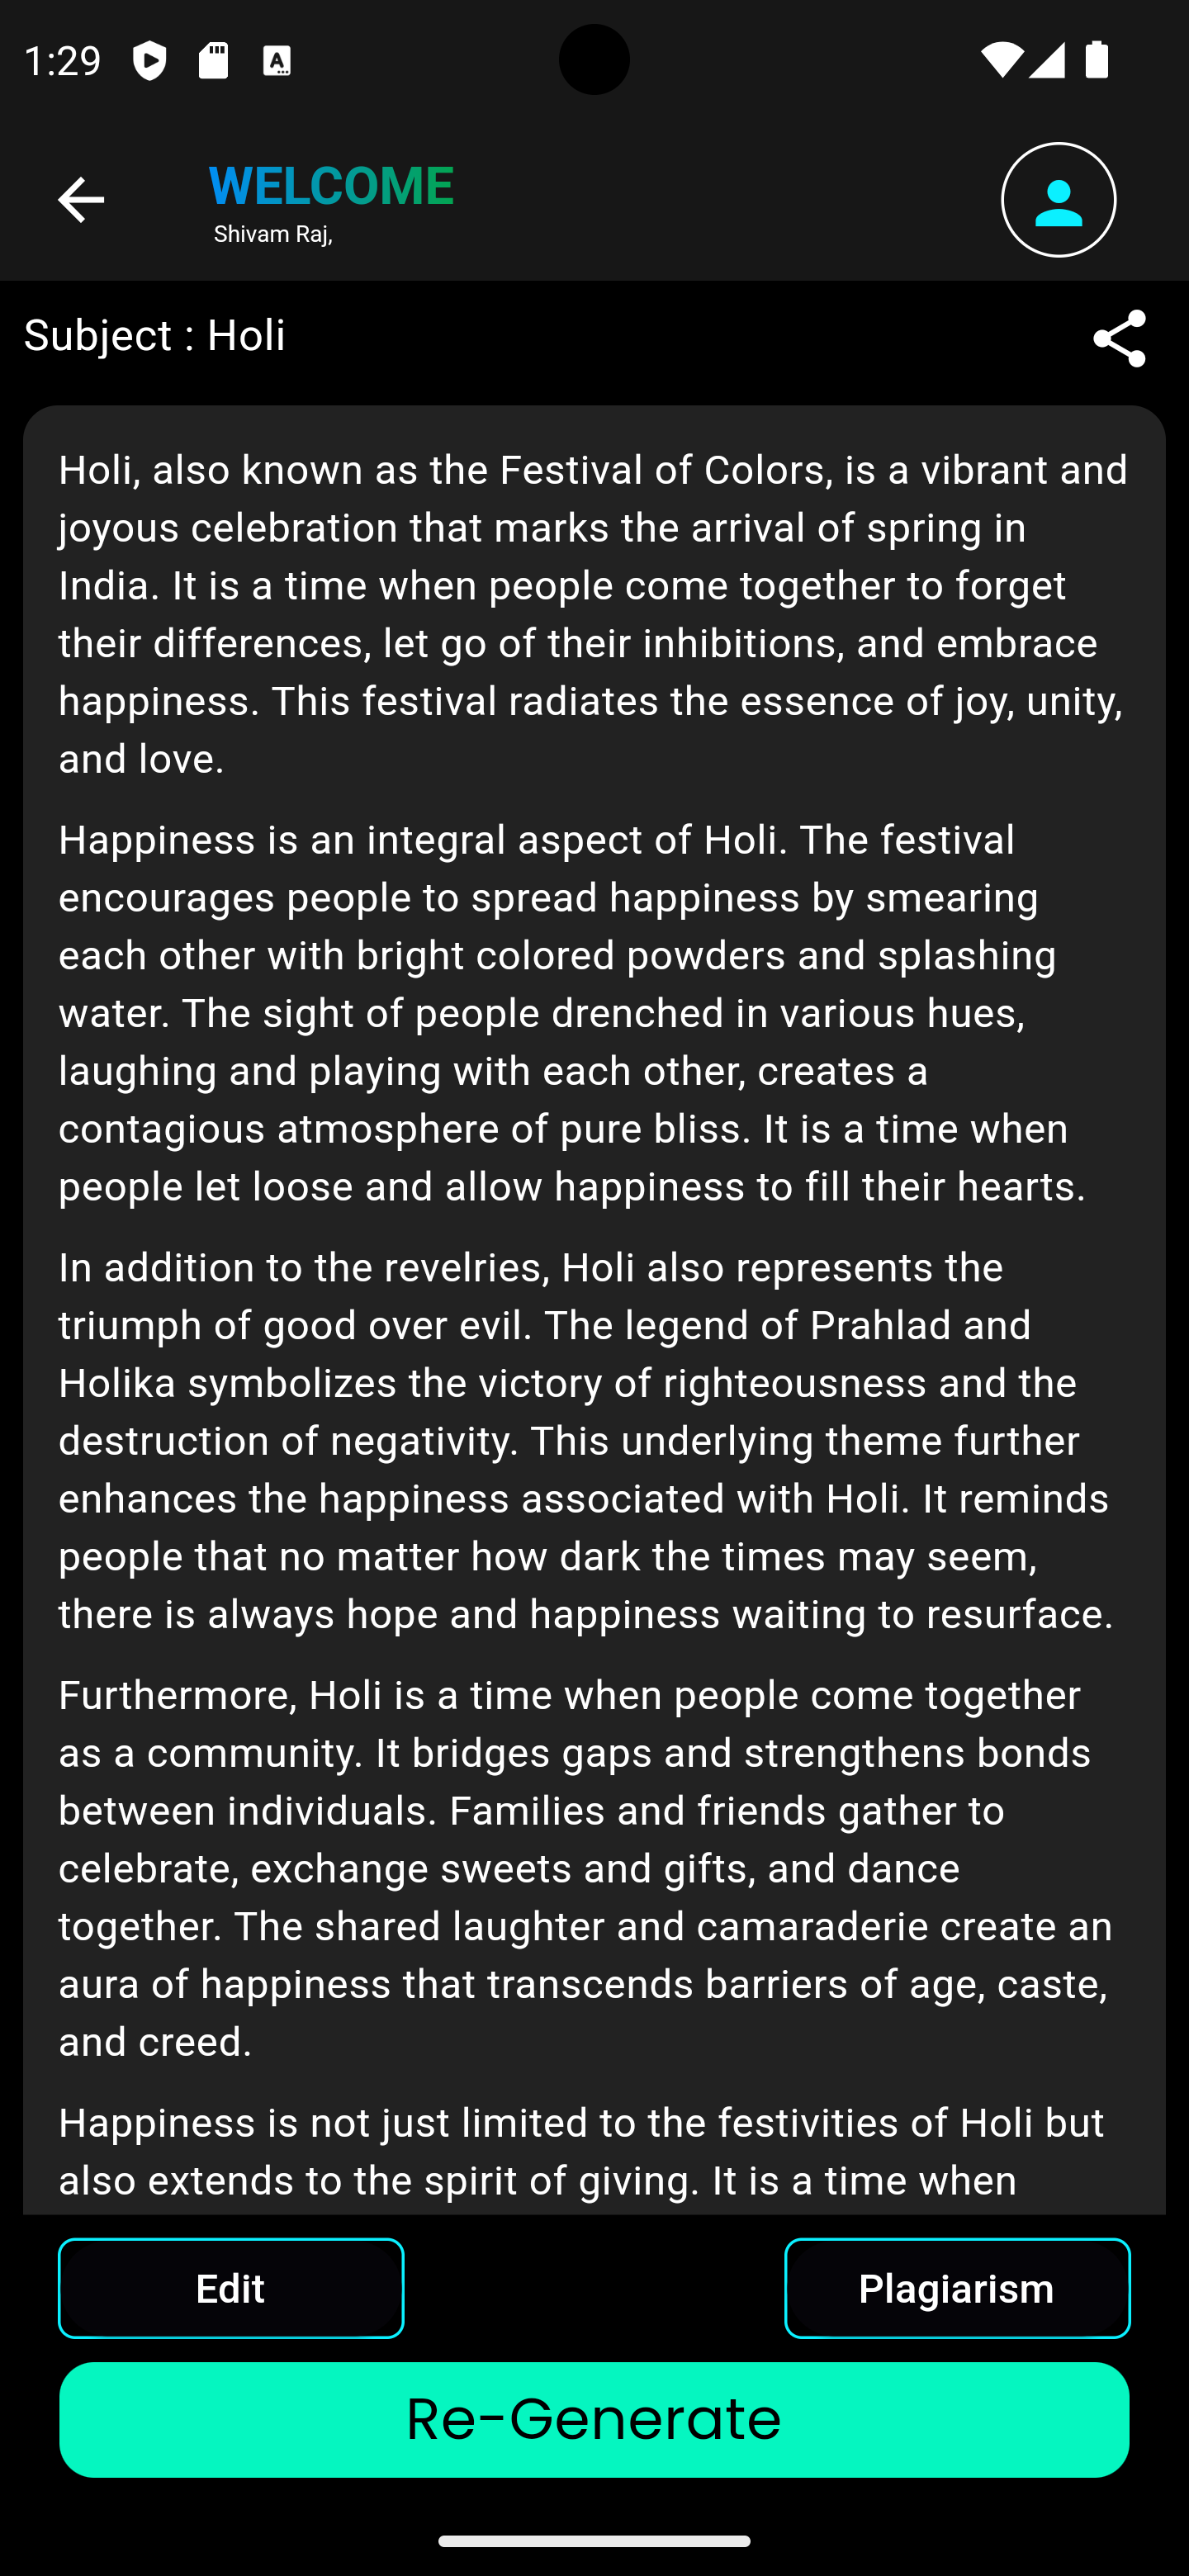 1:29
WELCOME
Shivam Raj,
Subject : Holi
Holi, also known as the Festival of Colors, is a vibrant and
joyous celebration that marks the arrival of spring in
India. It is a time when people come together to forget
their differences, let go of their inhibitions, and embrace
happiness. This festival radiates the essence of joy, unity,
and love.
Happiness is an integral aspect of Holi. The festival
encourages people to spread happiness by smearing
each other with bright colored powders and splashing
water. The sight of people drenched in various hues,
laughing and playing with each other, creates a
contagious atmosphere of pure bliss. It is a time when
people let loose and allow happiness to fill their hearts.
In addition to the revelries, Holi also represents the
triumph of good over evil. The legend of Prahlad and
Holika symbolizes the victory of righteousness and the
destruction of negativity. This underlying theme further
enhances the happiness associated with Holi. It reminds
people that no matter how dark the times may seem,
there is always hope and happiness waiting to resurface.
Furthermore, Holi is a time when people come together
as a community. It bridges gaps and strengthens bonds
between individuals. Families and friends gather to
celebrate, exchange sweets and gifts, and dance
together. The shared laughter and camaraderie create an
aura of happiness that transcends barriers of age, caste,
and creed.
Happiness is not just limited to the festivities of Holi but
also extends to the spirit of giving. It is a time when
Edit
Plagiarism
Re-Generate